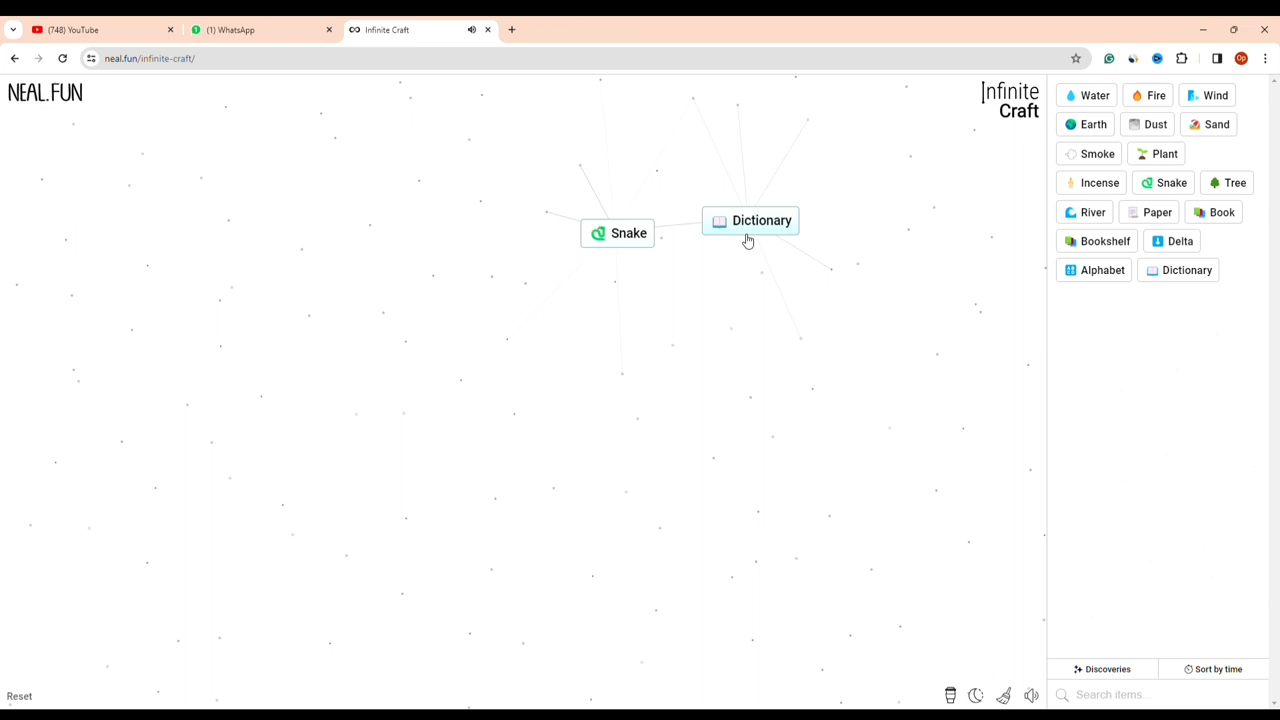 (748) YouTube
(1) WhatsApp
Infinite Craft
neal.fun/infinite-craft/
Op
NEAL.FUN
Infinite
Craft
Snake
Dictionary
Water Fire Wind
Earth Dust Sand
Smoke Plant
Incense Snake Tree
River Paper Book
Bookshelf Delta
Alphabet Dictionary
Discoveries Sort by time
Reset
Search items...